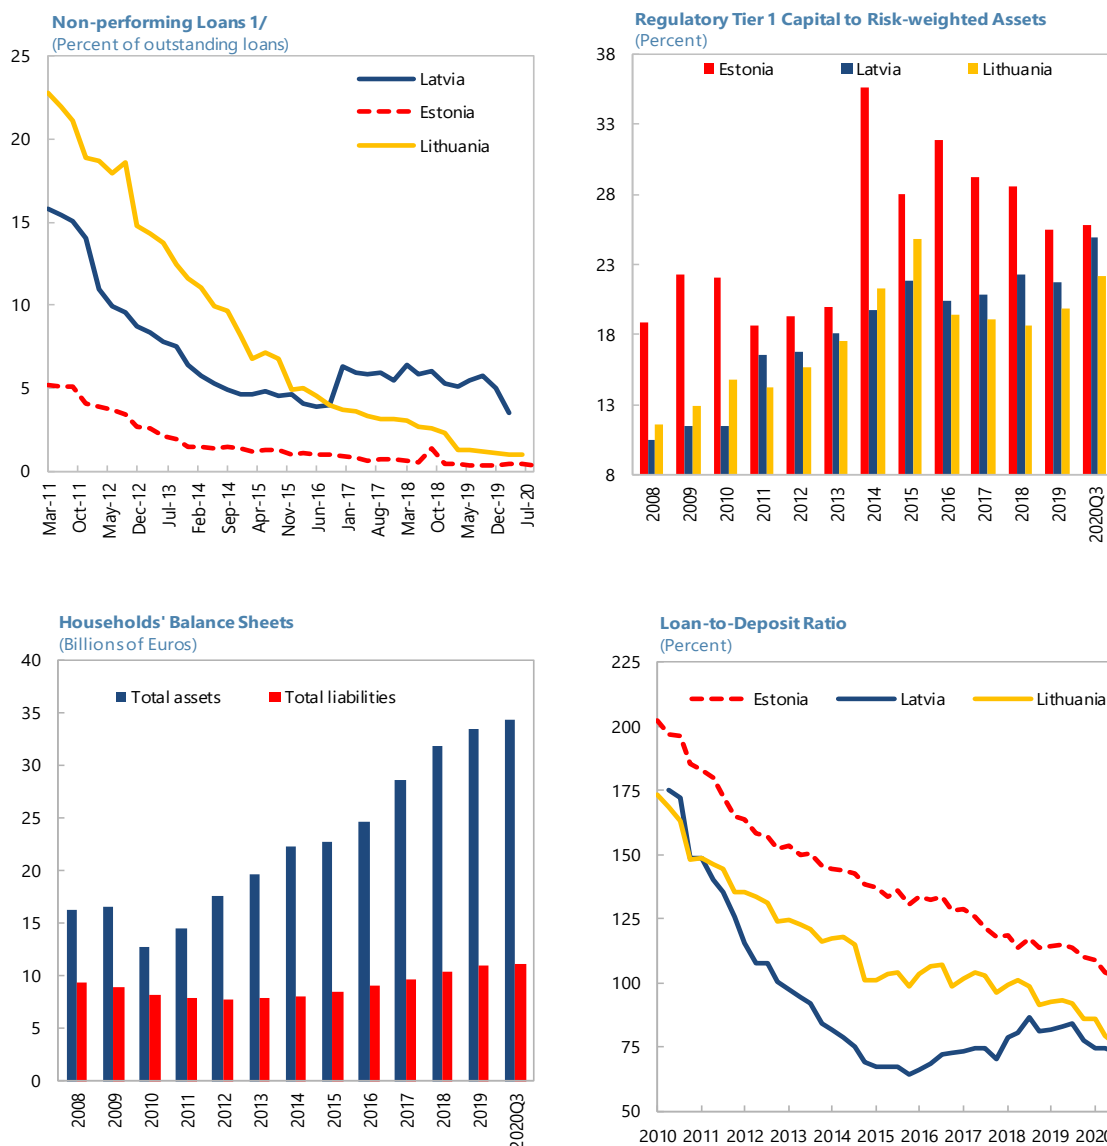 Non-performing Loans 1/
(Percent of outstanding loans)
25
20
15
10
5
0
Latvia
Estonia
Lithuania
Mar-11
Oct-11
May-12
Dec-12
Jul-13
Feb-14
Sep-14
Apr-15
Nov-15
Jun-16
Jan-17
Aug-17
Mar-18
Oct-18
May-19
Dec-19
Jul-20
Regulatory Tier 1 Capital to Risk-weighted Assets
(Percent)
38
33
28
23
18
13
8
Estonia Latvia Lithuania
2008
2009
2010
2011
2012
2013
2014
2015
2016
2017
2018
2019
2020Q3
Households' Balance Sheets
(Billions of Euros)
40
35
30
25
20
15
10
5
0
Total assets Total liabilities
2008
2009
2010
2011
2012
2013
2014
2015
2016
2017
2018
2019
2020Q3
Loan-to-Deposit Ratio
(Percent)
225
200
175
150
125
100
75
50
Estonia Latvia Lithuania
2010 2011 2012 2013 2014 2015 2016 2017 2018 2019 2020